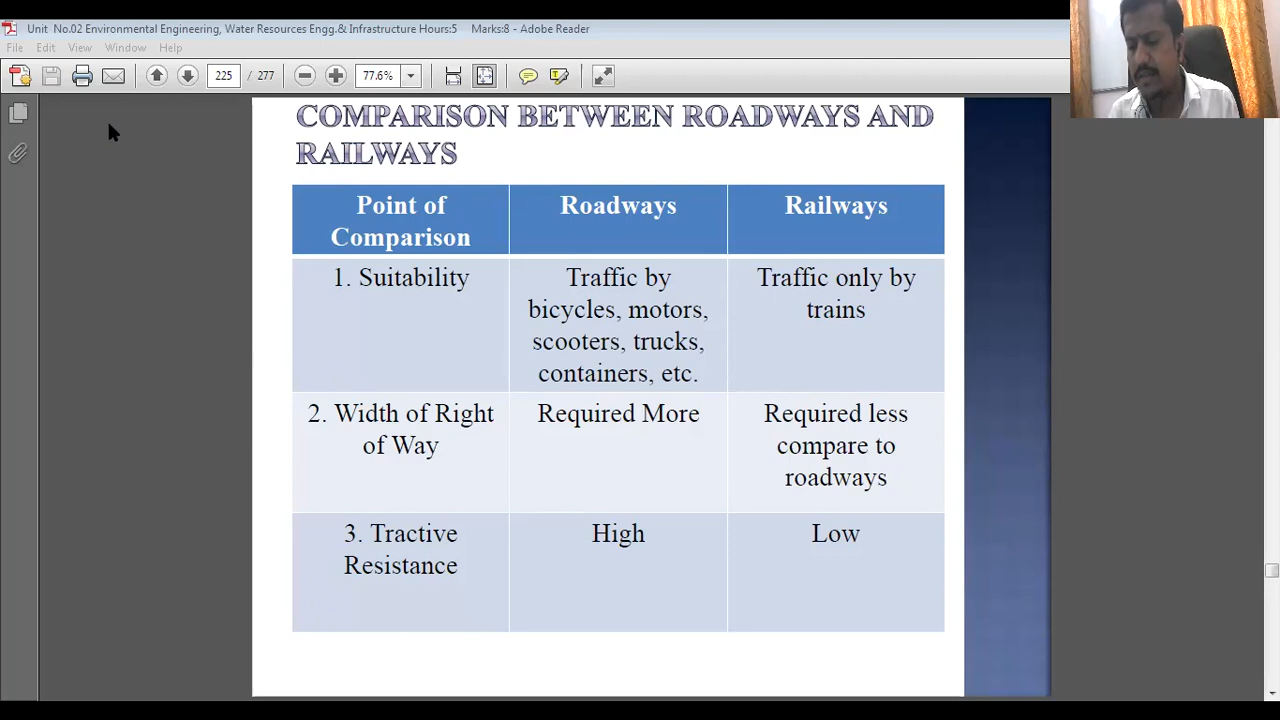 Unit No.02 Environmental Engineering, Water Resources Engg.& Infrastructure Hours:5 Marks:8 - Adobe Reader
File Edit View Window Help
225 / 277 77.6%
COMPARISON BETWEEN ROADWAYS AND
RAILWAYS
Point of
Comparison
Roadways
Railways
1. Suitability
Traffic by
bicycles, motors,
scooters, trucks,
containers, etc.
Traffic only by
trains
2. Width of Right
of Way
Required More
Required less
compare to
roadways
3. Tractive
Resistance
High
Low